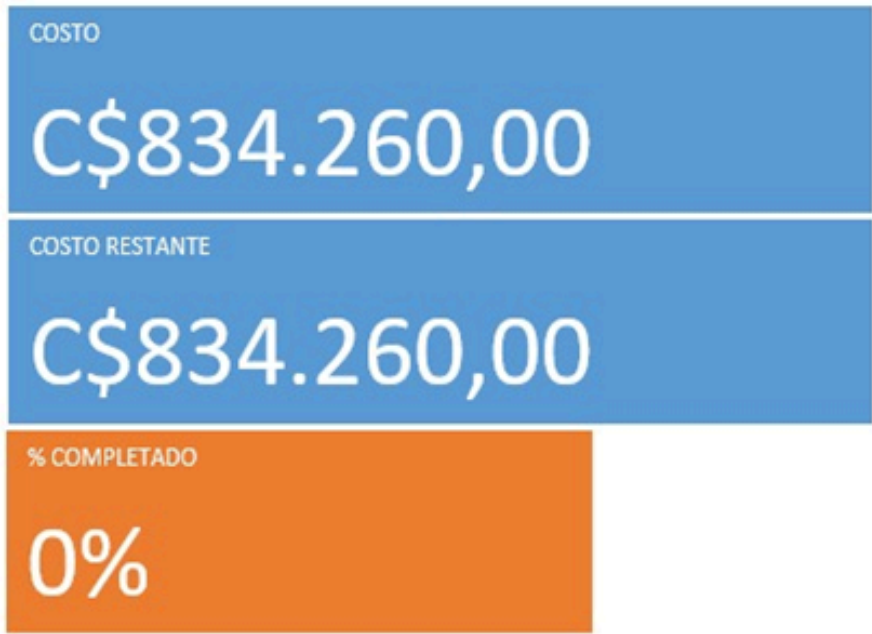 COSTO
C$834.260,00
COSTO RESTANTE
C$834.260,00
% COMPLETADO
0%